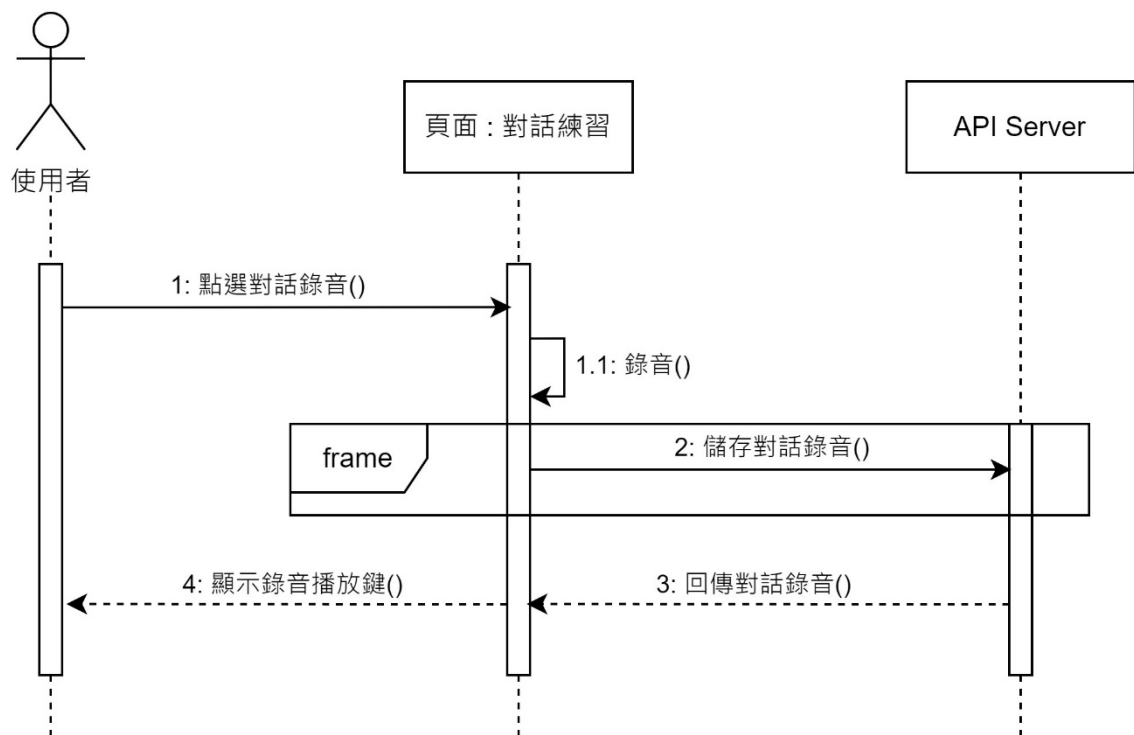 使用者
頁面 : 對話練習
API Server
1: 點選對話錄音()
1.1: 錄音()
frame
2: 儲存對話錄音()
4: 顯示錄音播放鍵()
3: 回傳對話錄音()